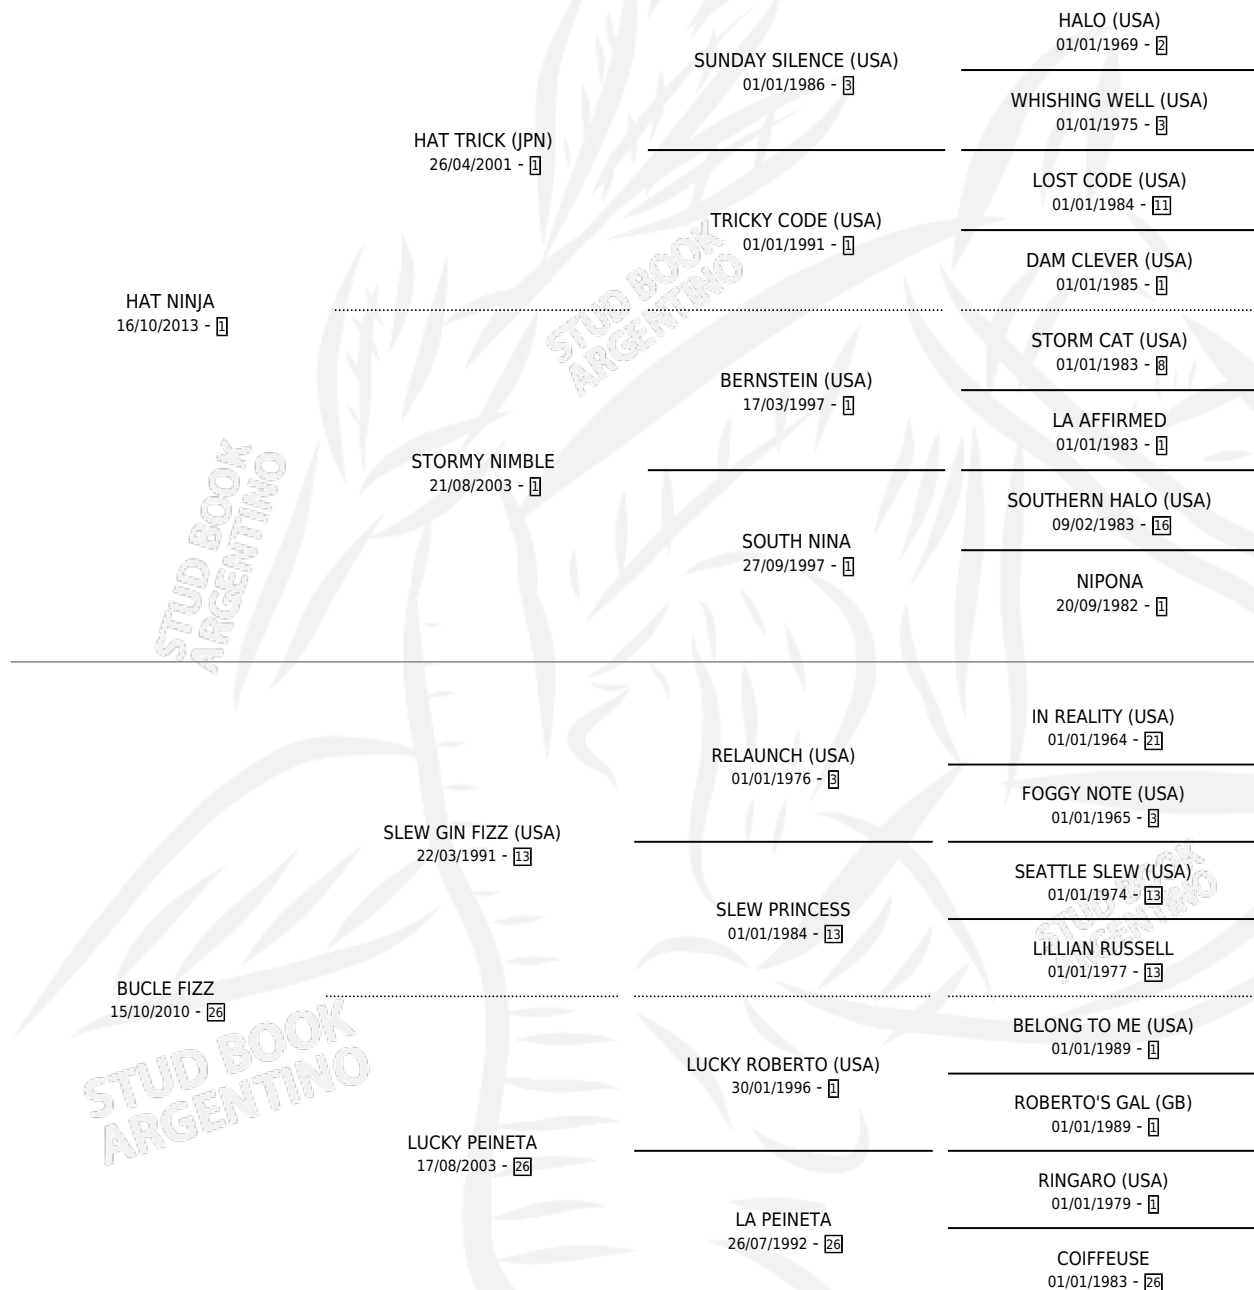 HALO (USA)
01/01/1969 - 2
SUNDAY SILENCE (USA)
01/01/1986 - 3
WHISHING WELL (USA)
01/01/1975 - 3
HAT TRICK (JPN)
26/04/2001 - 1
LOST CODE (USA)
01/01/1984 - 11
TRICKY CODE (USA)
01/01/1991 - 1
DAM CLEVER (USA)
01/01/1985 - 1
HAT NINJA
16/10/2013 - 1
STORM CAT (USA)
01/01/1983 - 8
BERNSTEIN (USA)
17/03/1997 - 1
LA AFFIRMED
01/01/1983 - 1
STORMY NIMBLE
21/08/2003 - 1
SOUTHERN HALO (USA)
09/02/1983 - 16
SOUTH NINA
27/09/1997 - 1
NIPONA
20/09/1982 - 1
STUD BOOK
ARGENTINO
STUD BOOK
ARGENTINO
IN REALITY (USA)
01/01/1964 - 21
RELAUNCH (USA)
01/01/1976 - 3
FOGGY NOTE (USA)
01/01/1965 - 3
SLEW GIN FIZZ (USA)
22/03/1991 - 13
SEATTLE SLEW (USA)
01/01/1974 - 13
SLEW PRINCESS
01/01/1984 - 13
LILLIAN RUSSELL
01/01/1977 - 13
BUCLE FIZZ
15/10/2010 - 26
BELONG TO ME (USA)
01/01/1989 - 1
LUCKY ROBERTO (USA)
30/01/1996 - 1
ROBERTO'S GAL (GB)
01/01/1989 - 1
LUCKY PEINETA
17/08/2003 - 26
RINGARO (USA)
01/01/1979 - 1
LA PEINETA
26/07/1992 - 26
COIFFEUSE
01/01/1983 - 26
STUD BOOK
ARGENTINO
STUD BOOK
ARGENTINO